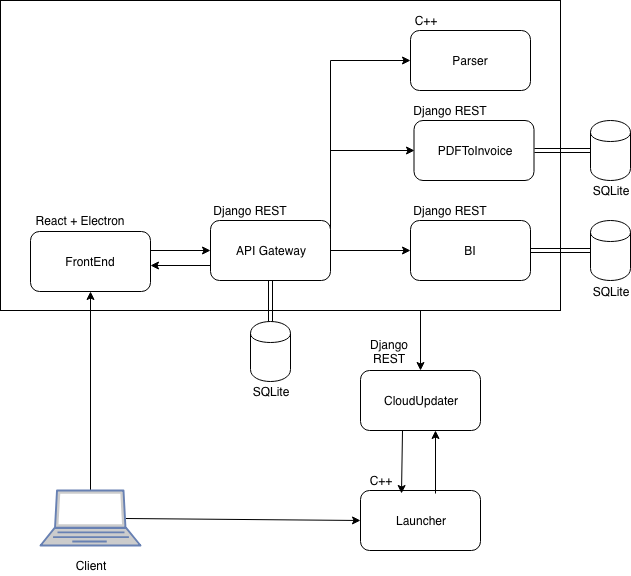 C++
Parser
Django REST
PDFToInvoice
SQLite
React + Electron
FrontEnd
Django REST
API Gateway
Django REST
BI
SQLite
SQLite
Django
REST
CloudUpdater
C++
Launcher
Client